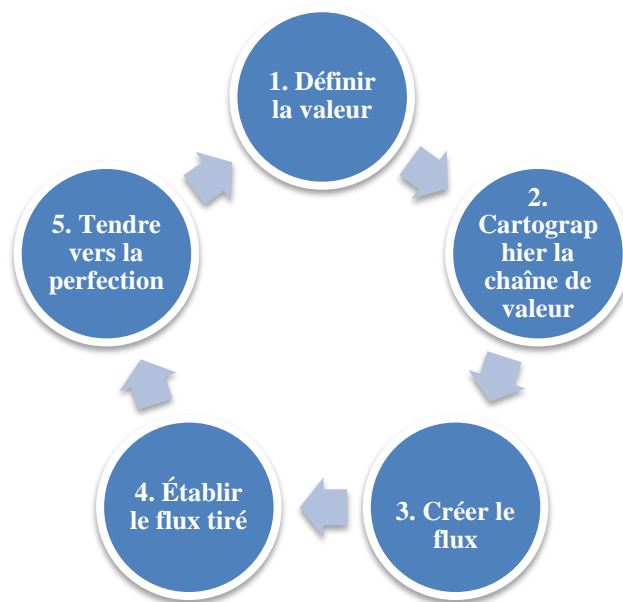 1. Définir
la valeur
2.
Cartograp
hier la
chaîne de
valeur
3. Créer le
flux
4. Établir
le flux tiré
5. Tendre
vers la
perfection